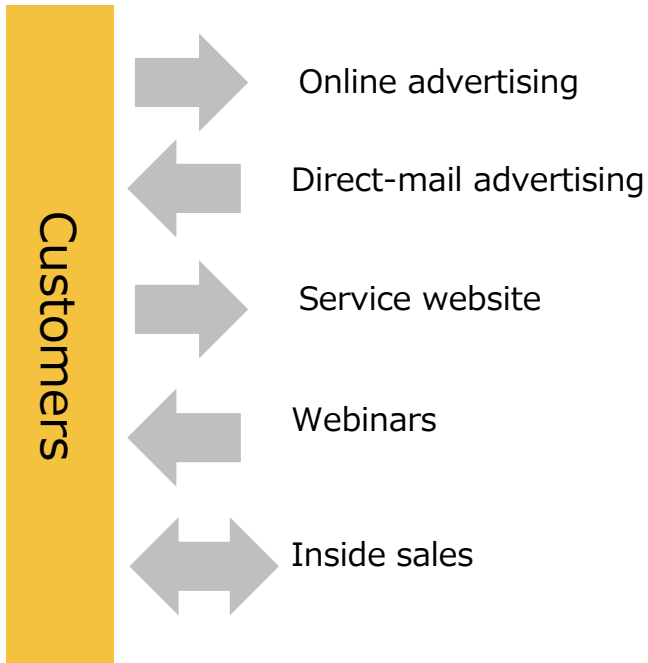 Customers
Online advertising
Direct-mail advertising
Service website
Webinars
Inside sales